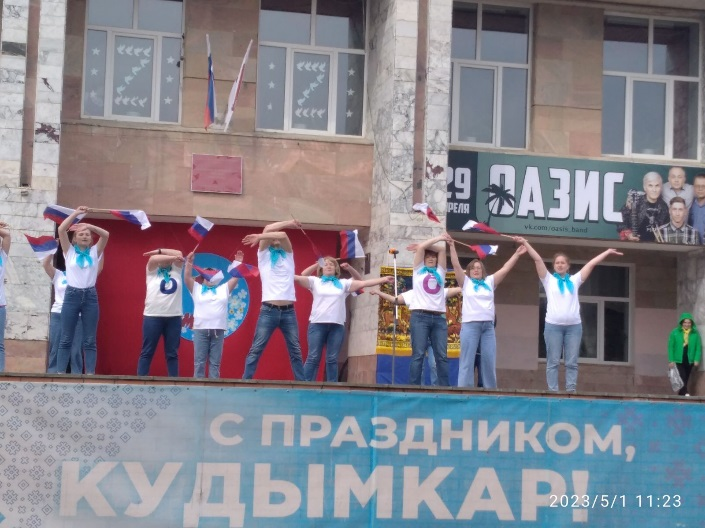 29
АПРЕЛЯ
ОАЗИС
vk.com/oasis_band
С ПРАЗДНИКОМ,
КУДЫМКАР!
2023/5/1 11:23